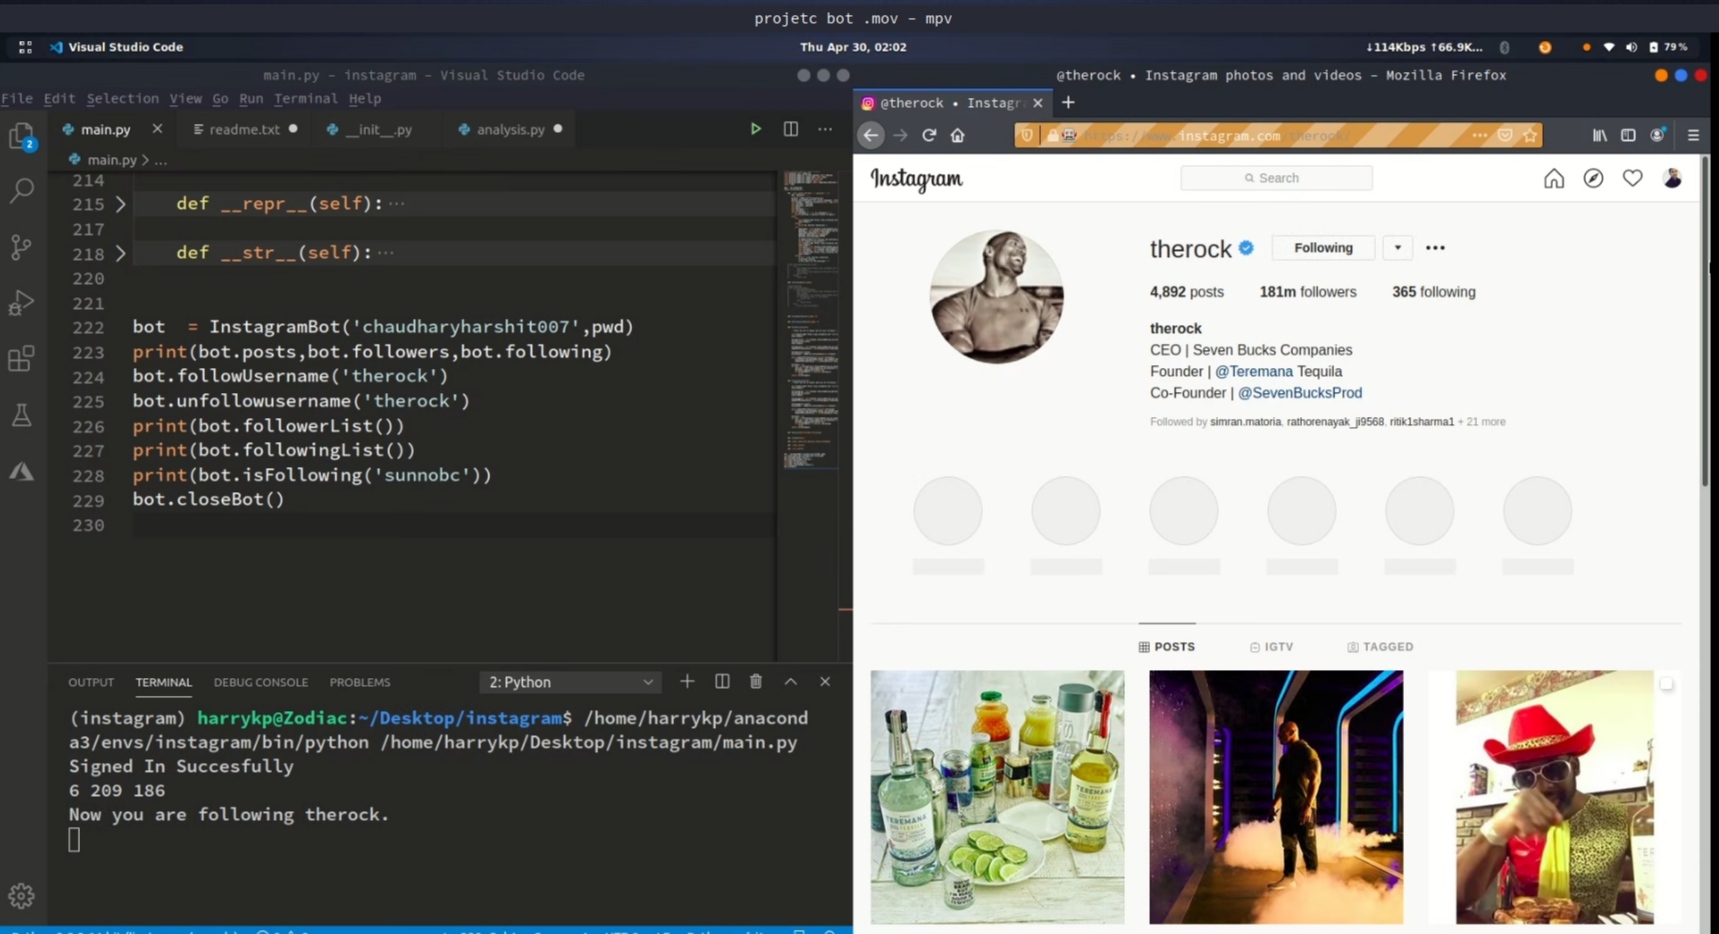 projetc bot .mov - mpv
Visual Studio Code
Thu Apr 30, 02:02
↓114Kbps ↑66.9K...
79 %
main.py - instagram - Visual Studio Code
File Edit Selection View Go Run Terminal Help
main.py
readme.txt
__init__.py
analysis.py
main.py > ...
2
214
215 def __repr__(self):···
217
218 def __str__(self):···
220
221
222 bot  = InstagramBot('chaudharyharshit007',pwd)
223 print(bot.posts,bot.followers,bot.following)
224 bot.followUsername('therock')
225 bot.unfollowusername('therock')
226 print(bot.followerList())
227 print(bot.followingList())
228 print(bot.isFollowing('sunnobc'))
229 bot.closeBot()
230
OUTPUT TERMINAL DEBUG CONSOLE PROBLEMS
2: Python
(instagram) harrykp@Zodiac:~/Desktop/instagram$ /home/harrykp/anacond
a3/envs/instagram/bin/python /home/harrykp/Desktop/instagram/main.py
Signed In Succesfully
6 209 186
Now you are following therock.
@therock • Instagram photos and videos - Mozilla Firefox
@therock • Instagr
https://www.instagram.com/therock/
Instagram
Search
therock
Following
4,892 posts 181m followers 365 following
therock
CEO | Seven Bucks Companies
Founder | @Teremana Tequila
Co-Founder | @SevenBucksProd
Followed by simran.matoria, rathorenayak_ji9568, ritik1sharma1 + 21 more
POSTS IGTV TAGGED
TEREMANA
TEREMANA